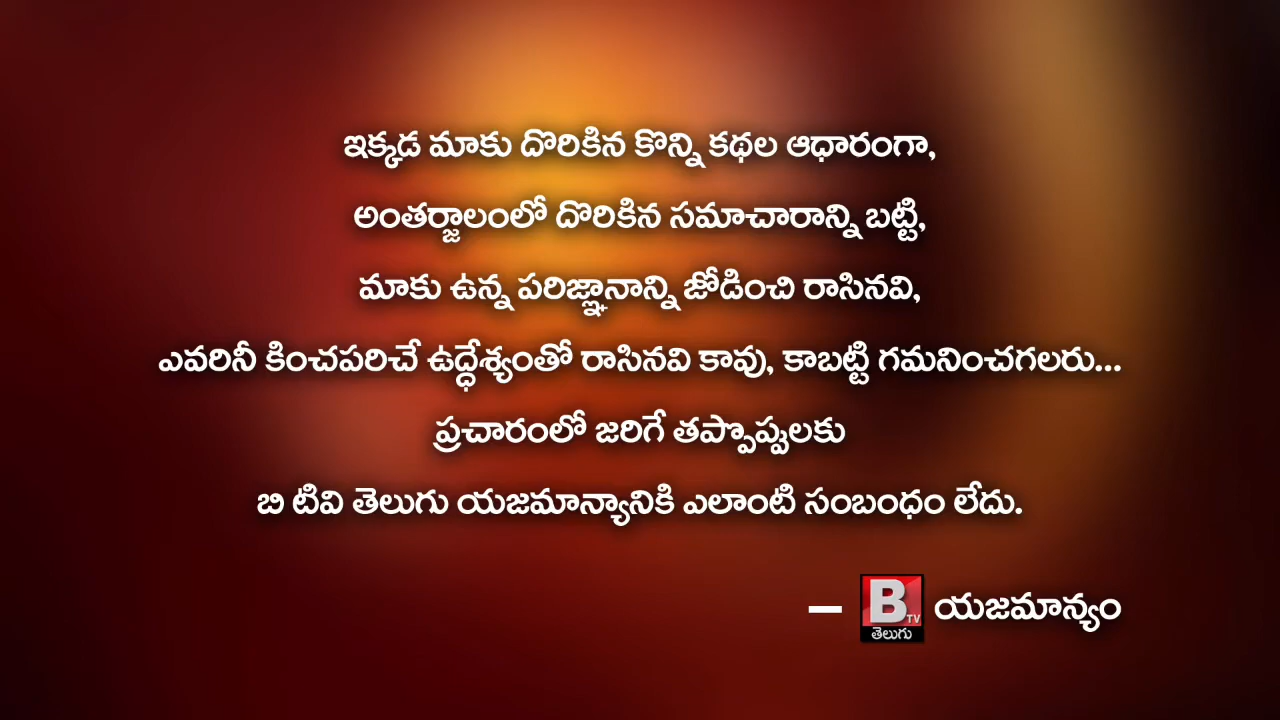 ఇక్కడ మాకు దొరికిన కొన్ని కథల ఆధారంగా,
అంతర్జాలంలో దొరికిన సమాచారాన్ని బట్టి,
మాకు ఉన్న పరిజ్ఞానాన్ని జోడించి రాసినవి,
ఎవరినీ కించపరిచే ఉద్ధేశ్యంతో రాసినవి కావు, కాబట్టి గమనించగలరు...
ప్రచారంలో జరిగే తప్పొప్పులకు
బి టివి తెలుగు యజమాన్యానికి ఎలాంటి సంబంధం లేదు.
– B TV తెలుగు యజమాన్యం